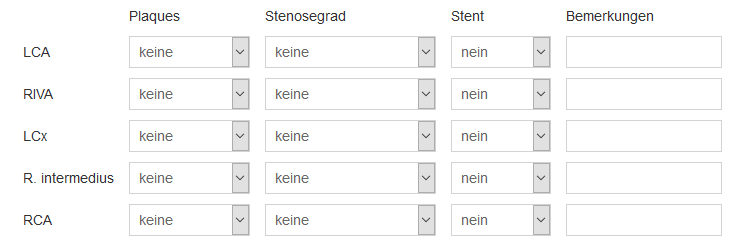 Plaques Stenosegrad Stent Bemerkungen
LCA keine keine nein
RIVA keine keine nein
LCx keine keine nein
R. intermedius keine keine nein
RCA keine keine nein